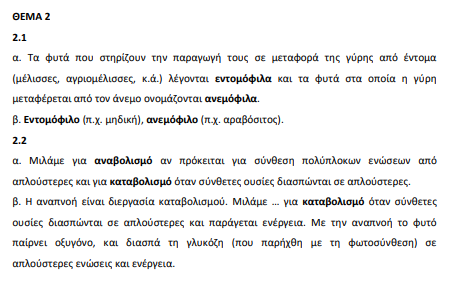 ΘΕΜΑ 2
2.1
α. Τα φυτά που στηρίζουν την παραγωγή τους σε μεταφορά της γύρης από έντομα
(μέλισσες, αγριομέλισσες, κ.ά.) λέγονται εντομόφιλα και τα φυτά στα οποία η γύρη
μεταφέρεται από τον άνεμο ονομάζονται ανεμόφιλα.
β. Εντομόφιλο (π.χ. μηδική), ανεμόφιλο (π.χ. αραβόσιτος).
2.2
α. Μιλάμε για αναβολισμό αν πρόκειται για σύνθεση πολύπλοκων ενώσεων από
απλούστερες και για καταβολισμό όταν σύνθετες ουσίες διασπώνται σε απλούστερες.
β. Η αναπνοή είναι διεργασία καταβολισμού. Μιλάμε … για καταβολισμό όταν σύνθετες
ουσίες διασπώνται σε απλούστερες και παράγεται ενέργεια. Με την αναπνοή το φυτό
παίρνει οξυγόνο, και διασπά τη γλυκόζη (που παρήχθη με τη φωτοσύνθεση) σε
απλούστερες ενώσεις και ενέργεια.